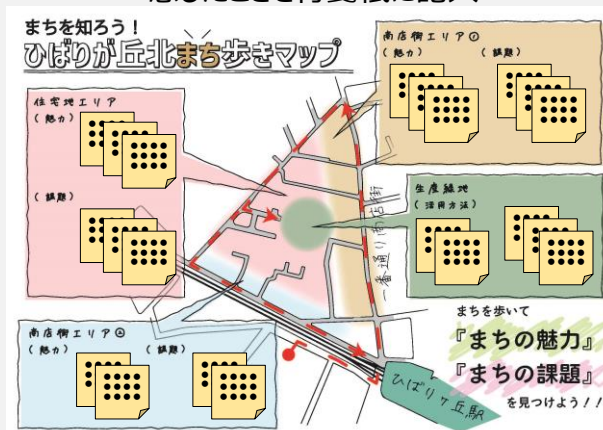 まちを知ろう！
ひばりが丘北まち歩きマップ
住宅地エリア
(魅力)
(課題)
商店街エリア①
(魅力) (課題)
生産緑地
(活用方法)
一番通り商店街
商店街エリア②
(魅力) (課題)
ひばりヶ丘駅
まちを歩いて
『まちの魅力』
『まちの課題』
を見つけよう！！